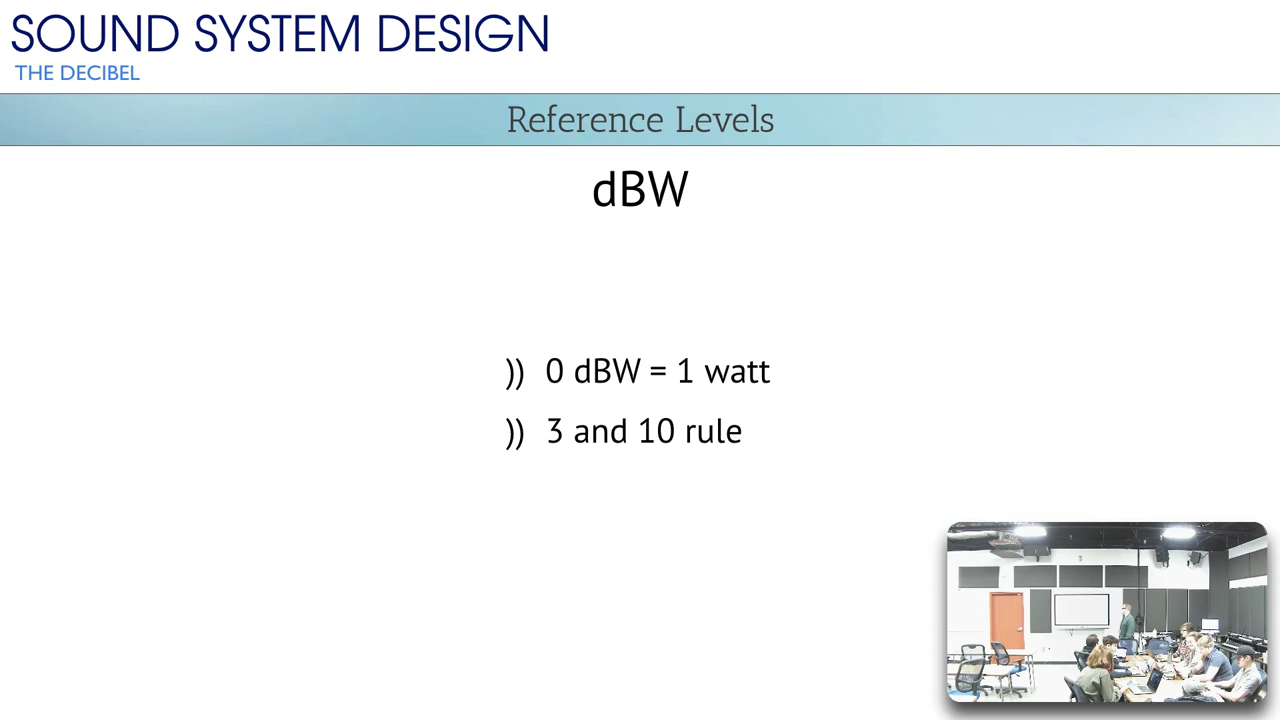 SOUND SYSTEM DESIGN
THE DECIBEL
Reference Levels
dBW
)) 0 dBW = 1 watt
)) 3 and 10 rule